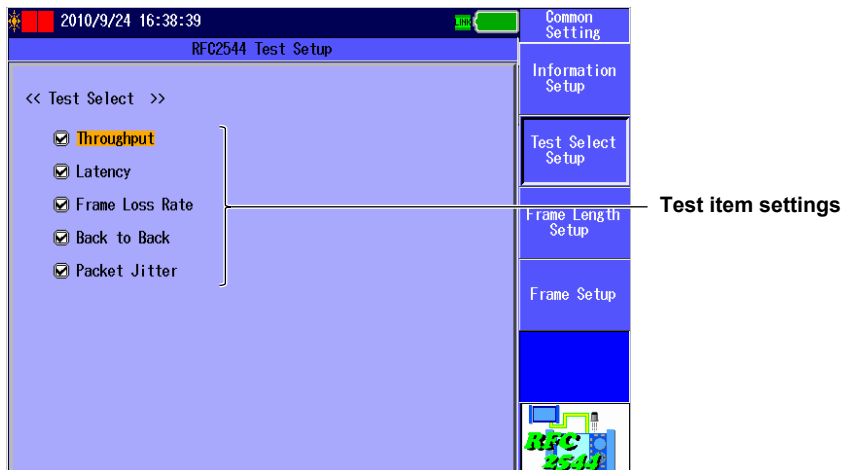 2010/9/24 16:38:39
LINK
Common
Setting
RFC2544 Test Setup
<< Test Select >>
Throughput
Latency
Frame Loss Rate
Back to Back
Packet Jitter
Information
Setup
Test Select
Setup
Frame Length
Setup
Frame Setup
RFC
2544
Test item settings